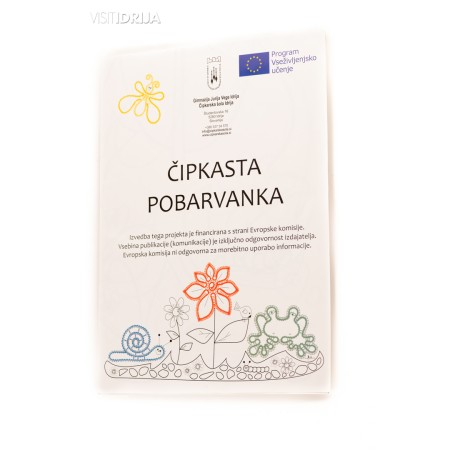 VISITIDRIJA
Program
Vseživljenjsko
učenje
Gimnazija Jurija Vege Idrija
Čipkarska šola Idrija
ČIPKASTA
POBARVANKA
Izvedba tega projekta je financirana s strani Evropske komisije.
Vsebina publikacije (komunikacije) je izključno odgovornost izdajatelja.
Evropska komisija ni odgovorna za morebitno uporabo informacije.